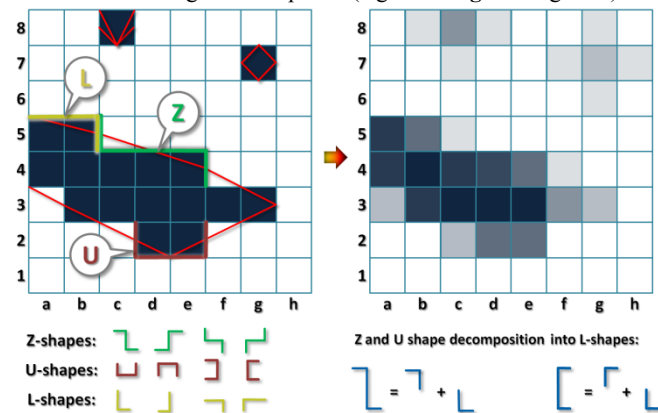 8
7
6
5
4
3
2
1
L
Z
U
a b c d e f g h
8
7
6
5
4
3
2
1
a b c d e f g h
Z-shapes:
U-shapes:
L-shapes:
Z and U shape decomposition into L-shapes:
= +
= +